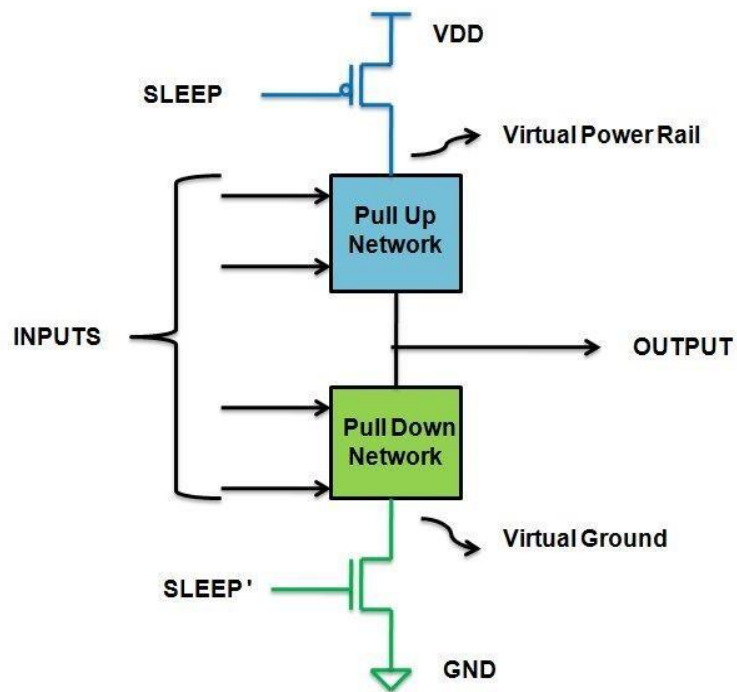 VDD
SLEEP
Virtual Power Rail
Pull Up
Network
INPUTS
OUTPUT
Pull Down
Network
Virtual Ground
SLEEP'
GND